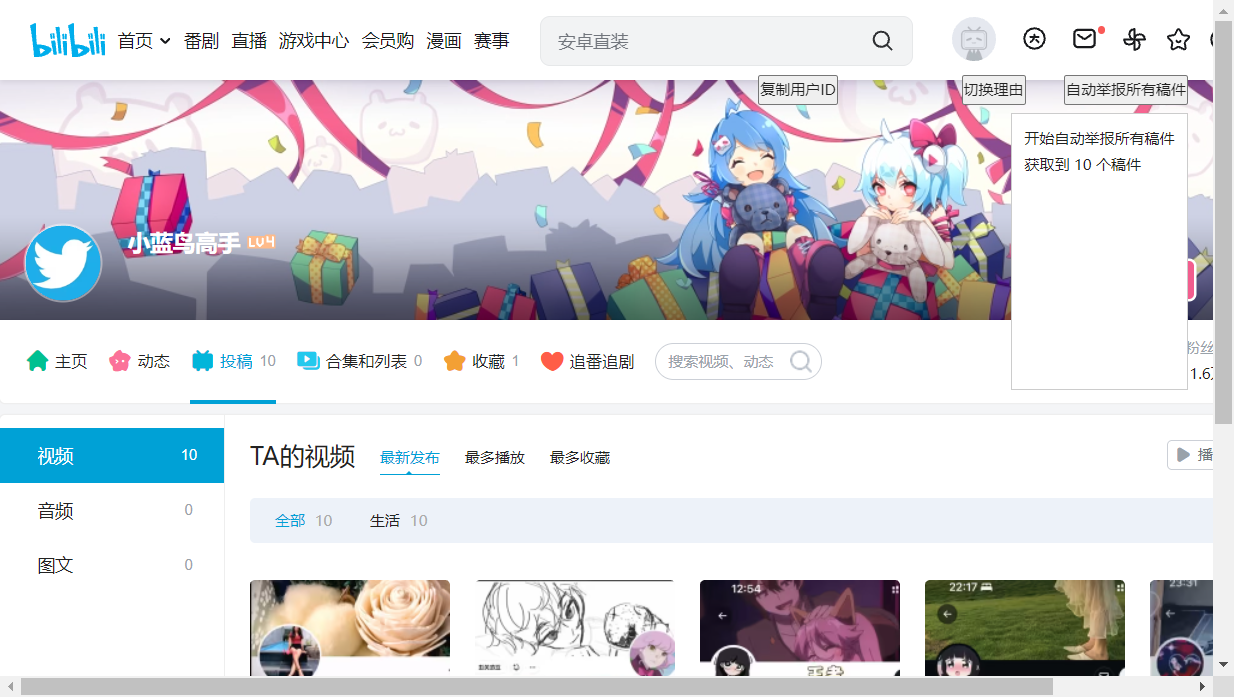 bilibili 首页 番剧 直播 游戏中心 会员购 漫画 赛事 安卓直装
复制用户ID 切换理由 自动举报所有稿件
开始自动举报所有稿件
获取到 10 个稿件
小蓝鸟高手 LV4
主页 动态 投稿 10 合集和列表 0 收藏 1 追番追剧 搜索视频、动态
粉丝
1.6
视频 10
音频 0
图文 0
TA的视频 最新发布 最多播放 最多收藏 播
全部 10 生活 10
12:54
22:17
23:31